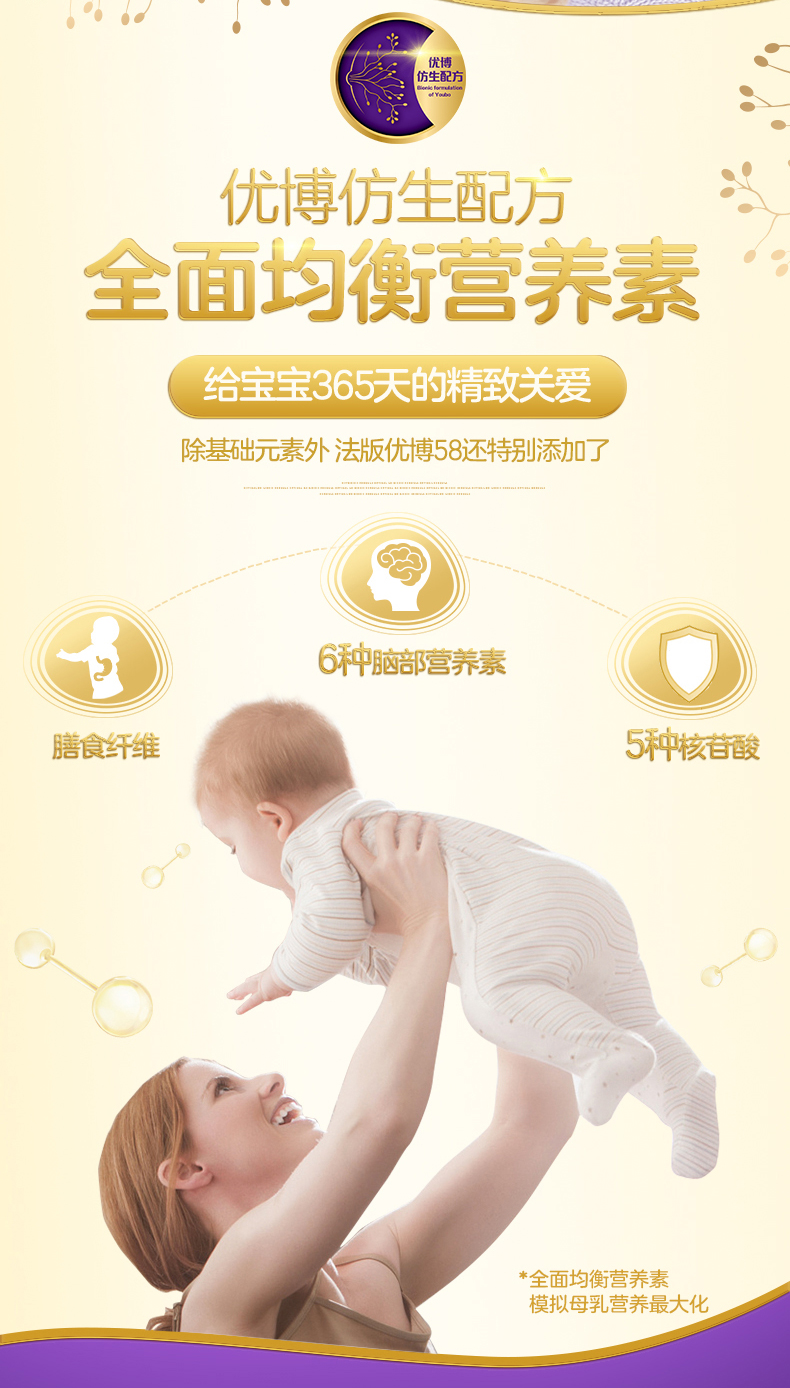 优博
仿生配方
Bionic formulation
of Youbo
优博仿生配方
全面均衡营养素
给宝宝365天的精致关爱
除基础元素外 法版优博58还特别添加了
6种脑部营养素
膳食纤维
5种核苷酸
*全面均衡营养素
模拟母乳营养最大化